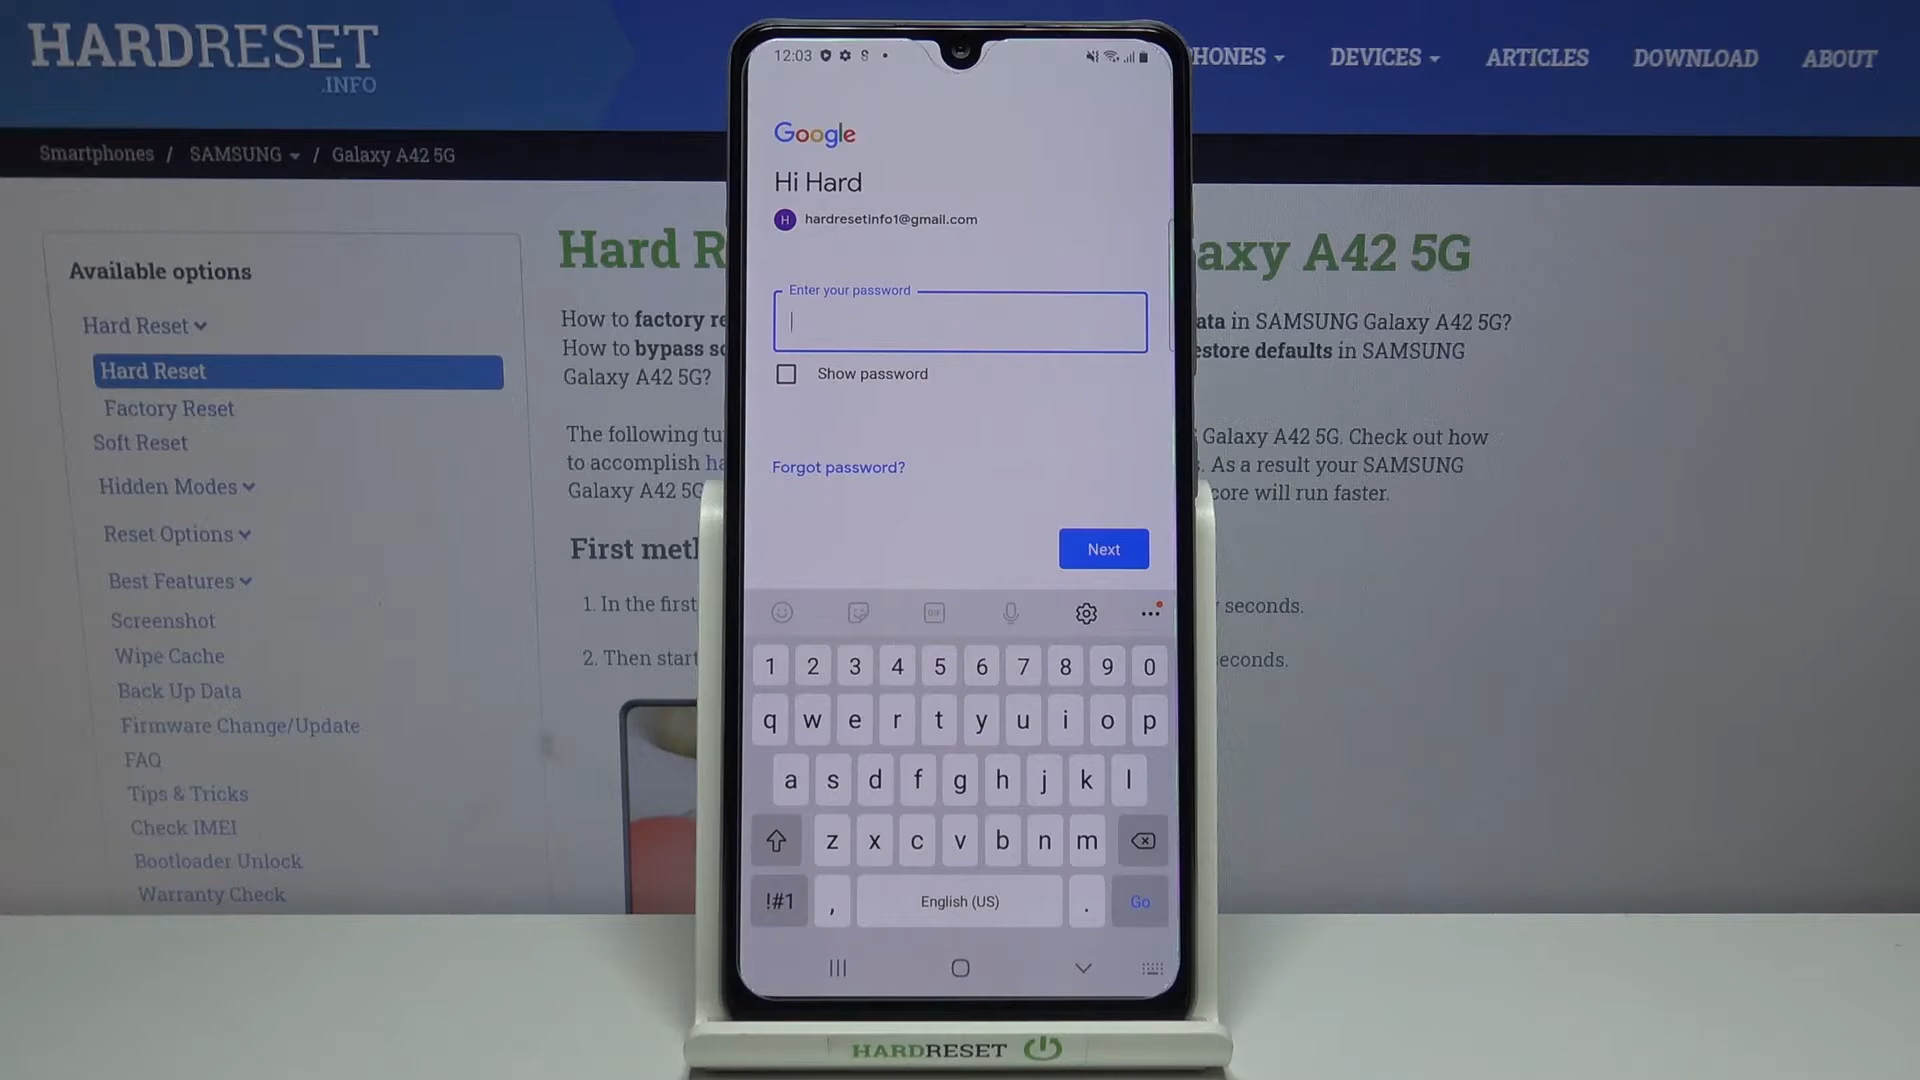 HARDRESET
.INFO
PHONES
DEVICES
ARTICLES
DOWNLOAD
ABOUT
Smartphones / SAMSUNG / Galaxy A42 5G
Available options
Hard Reset
Hard Reset
Factory Reset
Soft Reset
Hidden Modes
Reset Options
Best Features
Screenshot
Wipe Cache
Back Up Data
Firmware Change/Update
FAQ
Tips & Tricks
Check IMEI
Bootloader Unlock
Warranty Check
Hard R
axy A42 5G
How to factory re
ata in SAMSUNG Galaxy A42 5G?
How to bypass sc
estore defaults in SAMSUNG
Galaxy A42 5G?
The following tu
Galaxy A42 5G. Check out how
to accomplish ha
s. As a result your SAMSUNG
Galaxy A42 5G
core will run faster.
First meth
1. In the first
seconds.
2. Then start
seconds.
12:03
Google
Hi Hard
H hardresetinfo1@gmail.com
Enter your password
Show password
Forgot password?
Next
GIF
1 2 3 4 5 6 7 8 9 0
q w e r t y u i o p
a s d f g h j k l
z x c v b n m
!#1 , English (US) . Go
HARDRESET